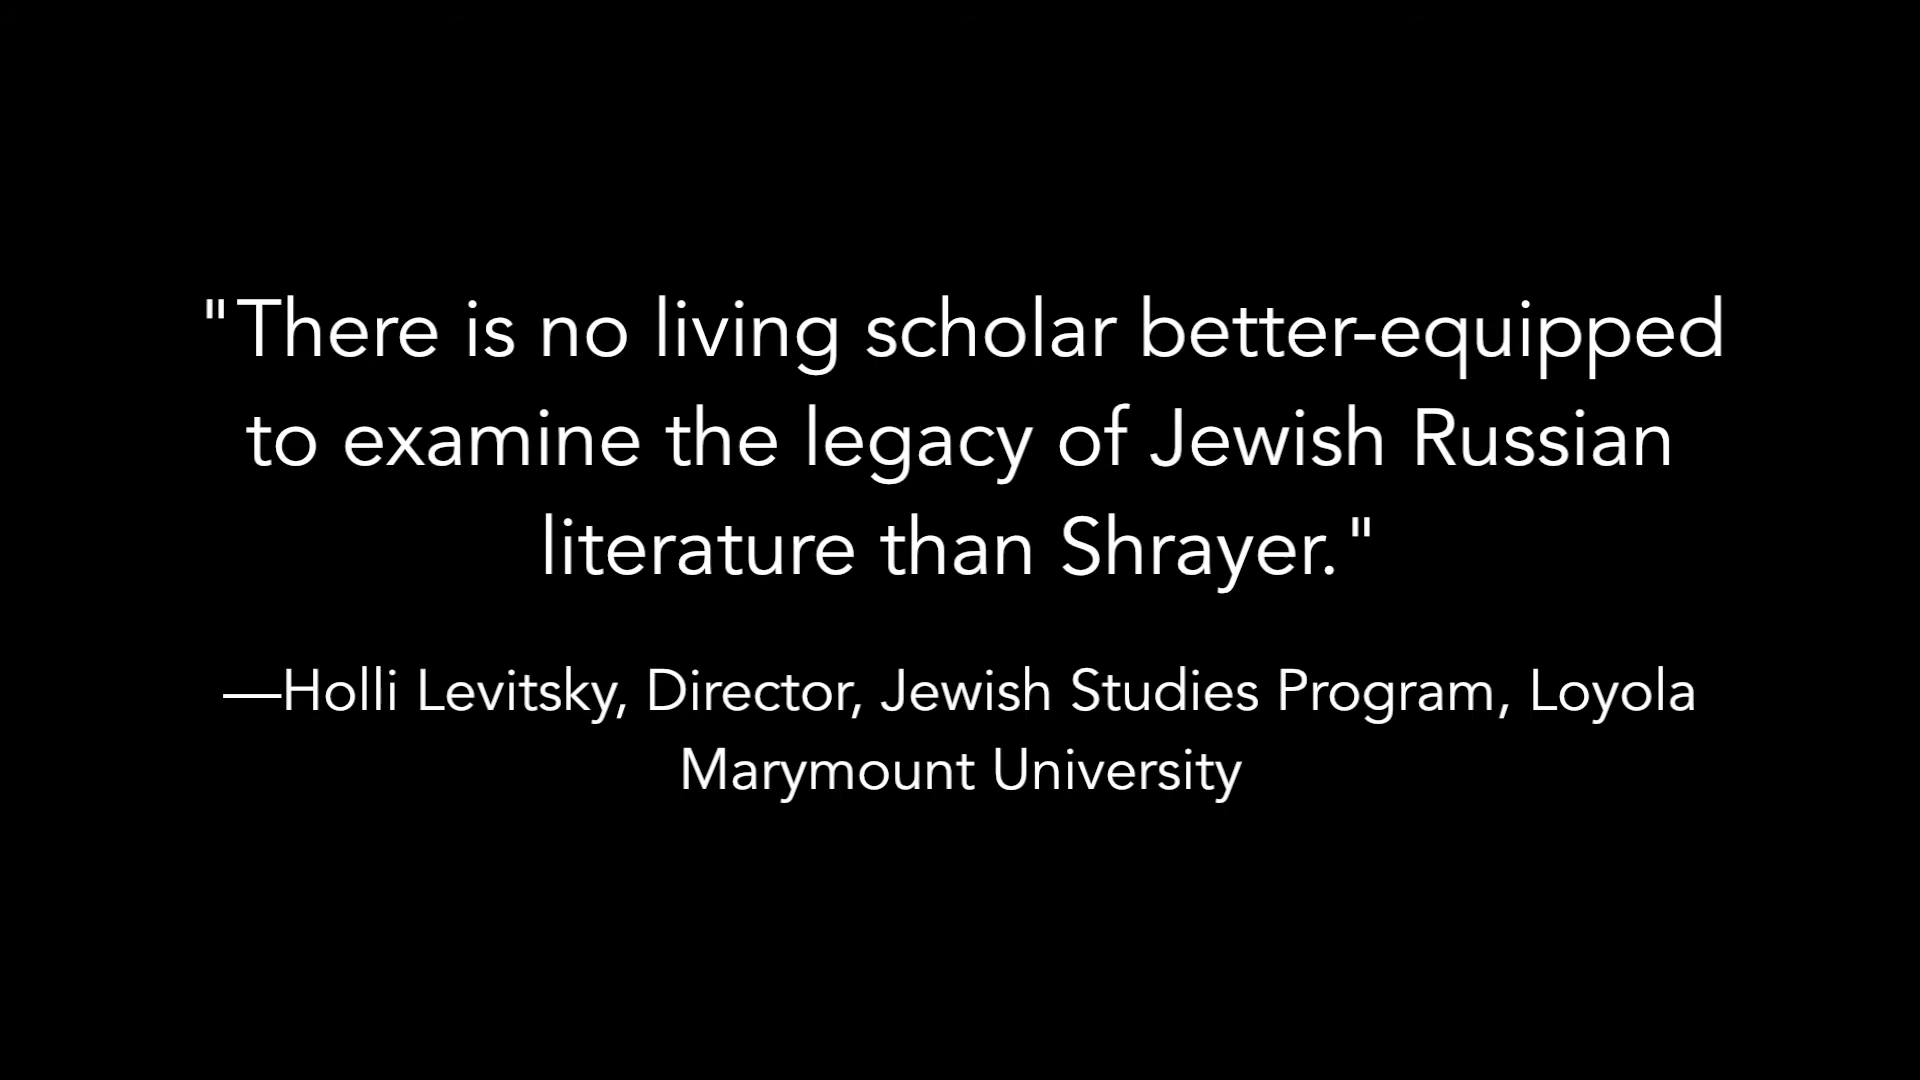 "There is no living scholar better-equipped
to examine the legacy of Jewish Russian
literature than Shrayer."
—Holli Levitsky, Director, Jewish Studies Program, Loyola
Marymount University